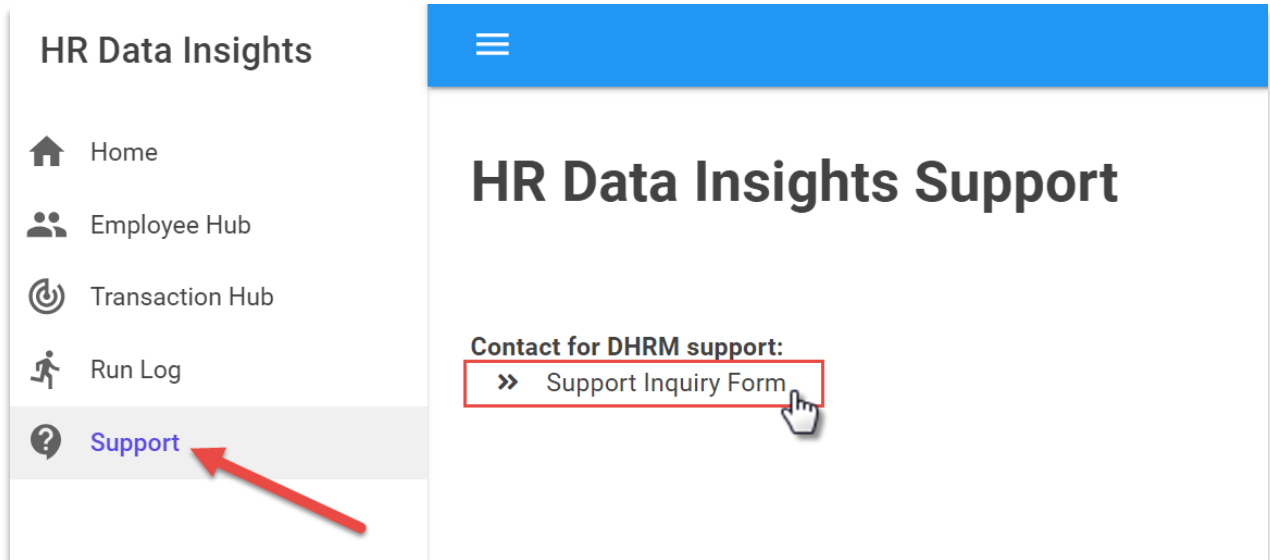 HR Data Insights
Home
Employee Hub
Transaction Hub
Run Log
Support
HR Data Insights Support
Contact for DHRM support:
Support Inquiry Form